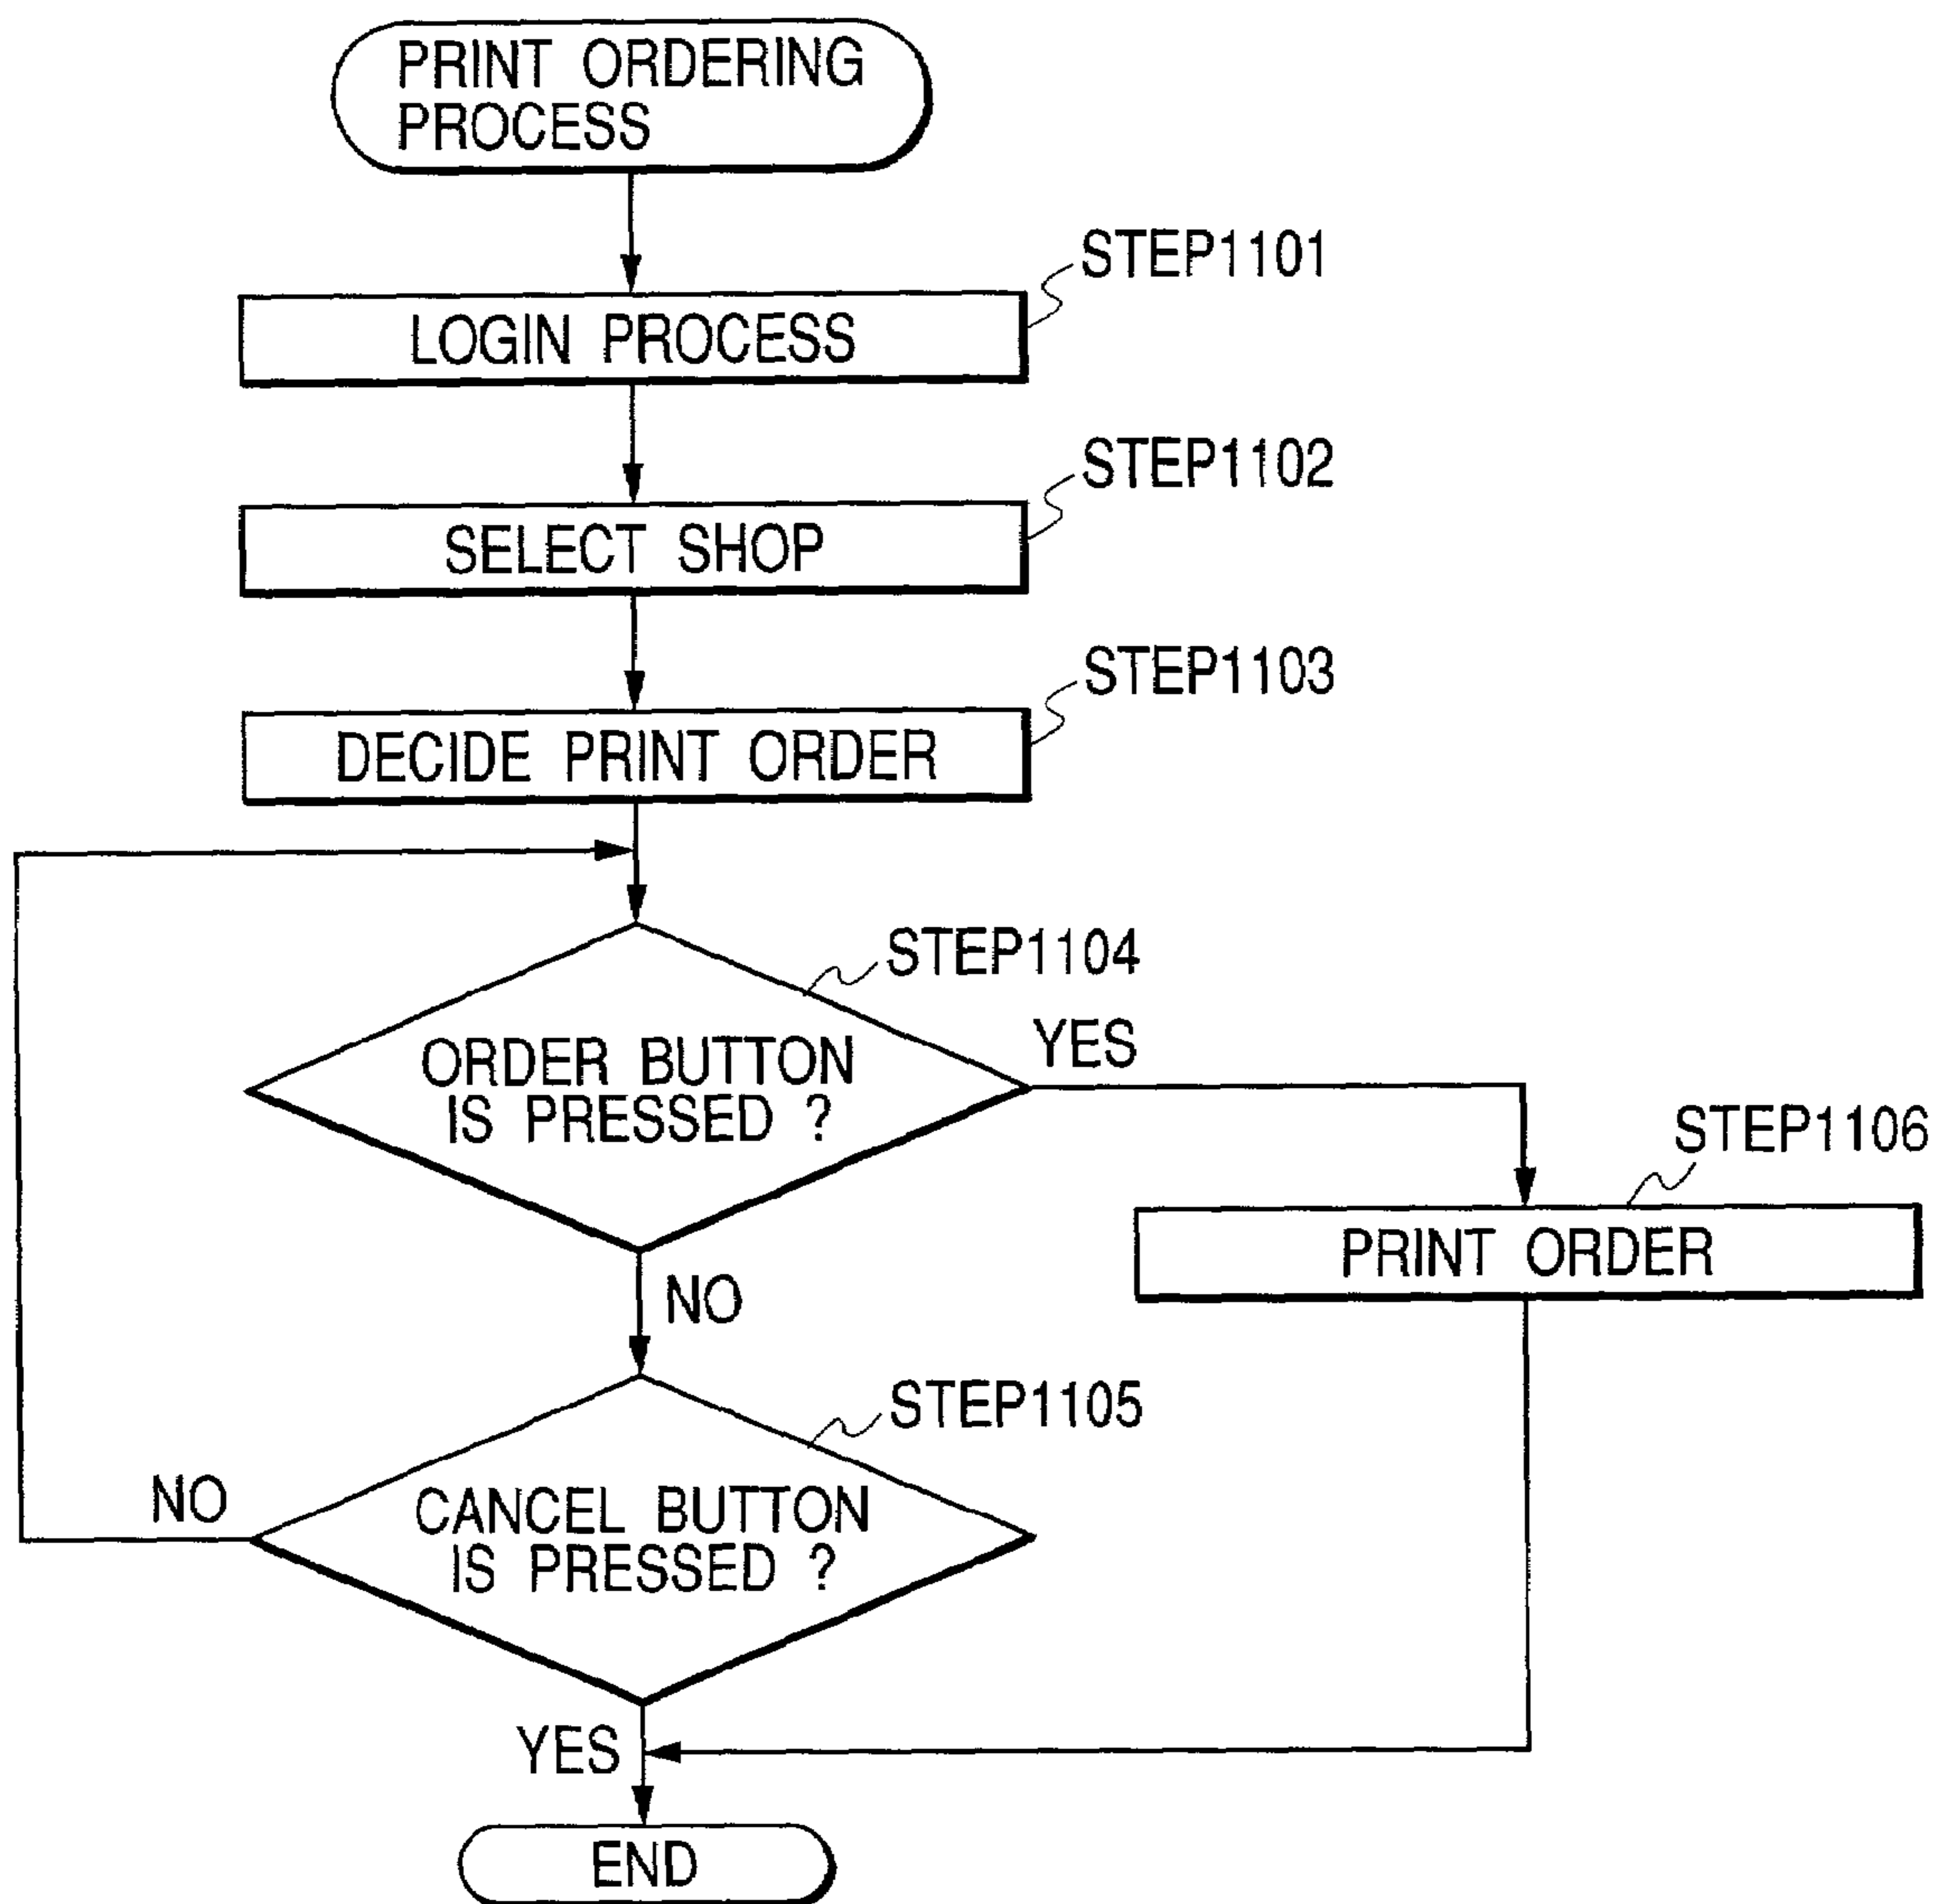 PRINT ORDERING
PROCESS
STEP1101
LOGIN PROCESS
STEP1102
SELECT SHOP
STEP1103
DECIDE PRINT ORDER
STEP1104
YES
ORDER BUTTON
IS PRESSED ?
STEP1106
PRINT ORDER
NO
STEP1105
NO
CANCEL BUTTON
IS PRESSED ?
YES
END